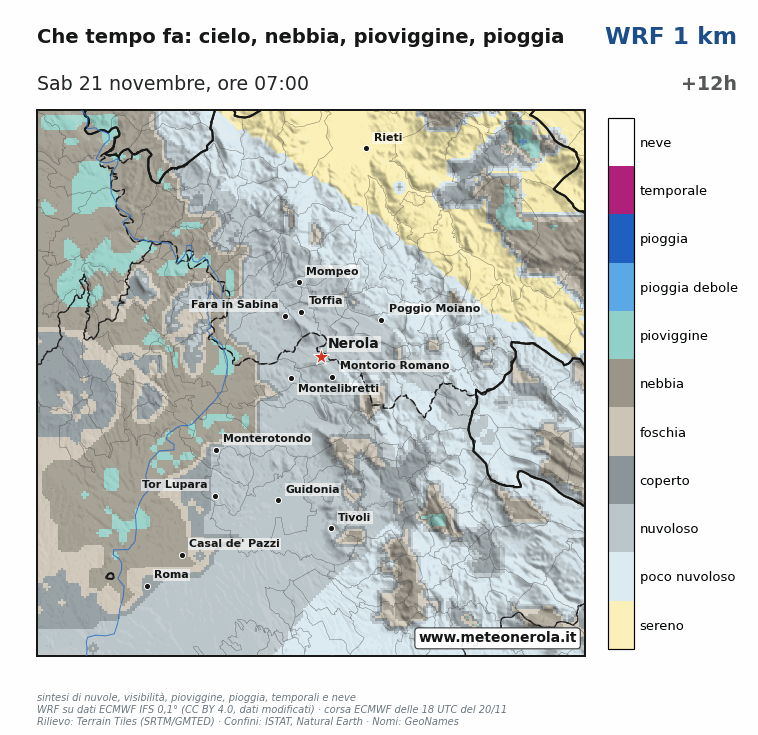 Che tempo fa: cielo, nebbia, pioviggine, pioggia
WRF 1 km
Sab 21 novembre, ore 07:00
+12h
Rieti
Mompeo
Toffia
Fara in Sabina
Poggio Moiano
Nerola
Montorio Romano
Montelibretti
Monterotondo
Tor Lupara
Guidonia
Tivoli
Casal de' Pazzi
Roma
www.meteonerola.it
neve
temporale
pioggia
pioggia debole
pioviggine
nebbia
foschia
coperto
nuvoloso
poco nuvoloso
sereno
sintesi di nuvole, visibilità, pioviggine, pioggia, temporali e neve
WRF su dati ECMWF IFS 0,1° (CC BY 4.0, dati modificati) · corsa ECMWF delle 18 UTC del 20/11
Rilievo: Terrain Tiles (SRTM/GMTED) · Confini: ISTAT, Natural Earth · Nomi: GeoNames